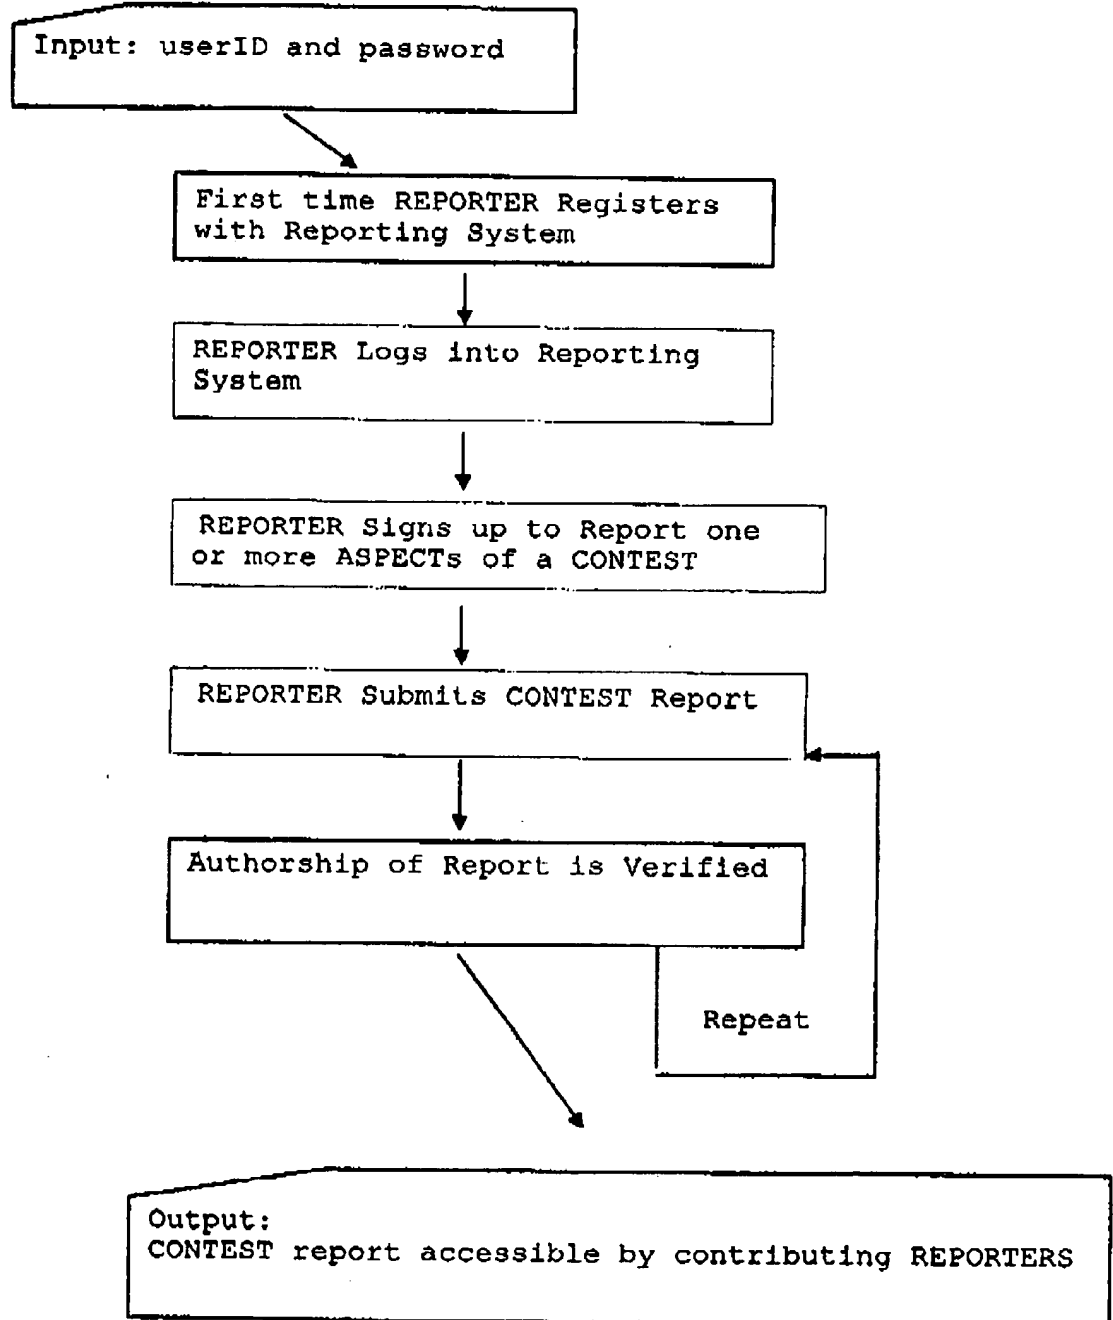 Input: userID and password
First time REPORTER Registers
with Reporting System
REPORTER Logs into Reporting
System
REPORTER Signs up to Report one
or more ASPECTs of a CONTEST
REPORTER Submits CONTEST Report
Authorship of Report is Verified
Repeat
Output:
CONTEST report accessible by contributing REPORTERS